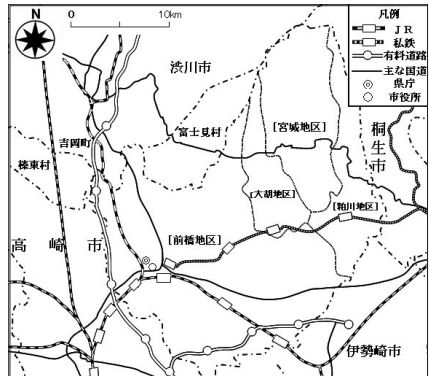 N
0
10km
凡例
JR
私鉄
有料道路
主な国道
県庁
市役所
渋川市
[宮城地区]
富士見村
桐生市
吉岡町
榛東村
[大胡地区]
[粕川地区]
高崎市
[前橋地区]
伊勢崎市